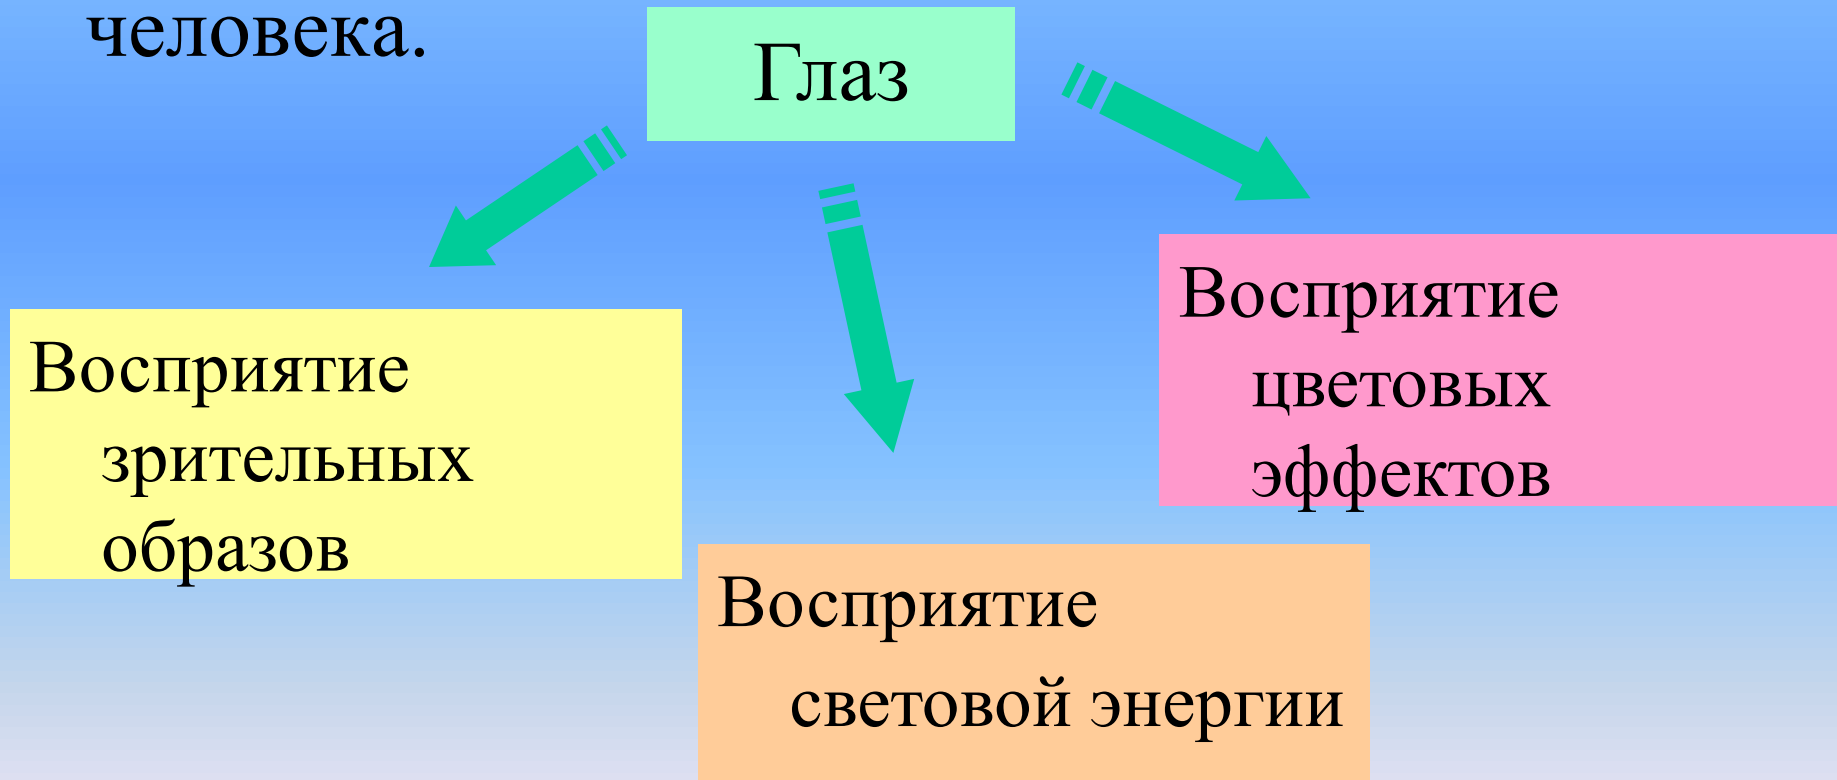 человека.
Глаз
Восприятие
зрительных
образов
Восприятие
световой энергии
Восприятие
цветовых
эффектов